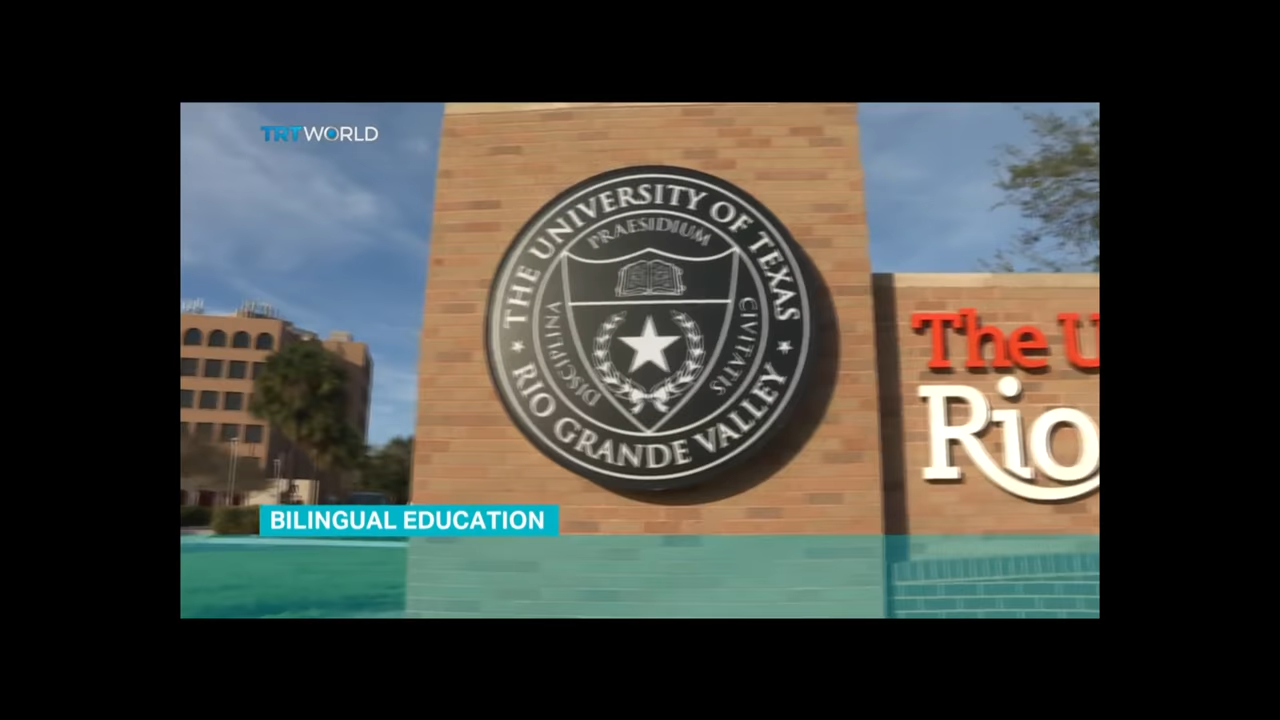 TRT WORLD
THE UNIVERSITY OF TEXAS
PRAESIDIUM
DISCIPLINA
CIVITATIS
★ RIO GRANDE VALLEY ★
The U
Rio
BILINGUAL EDUCATION